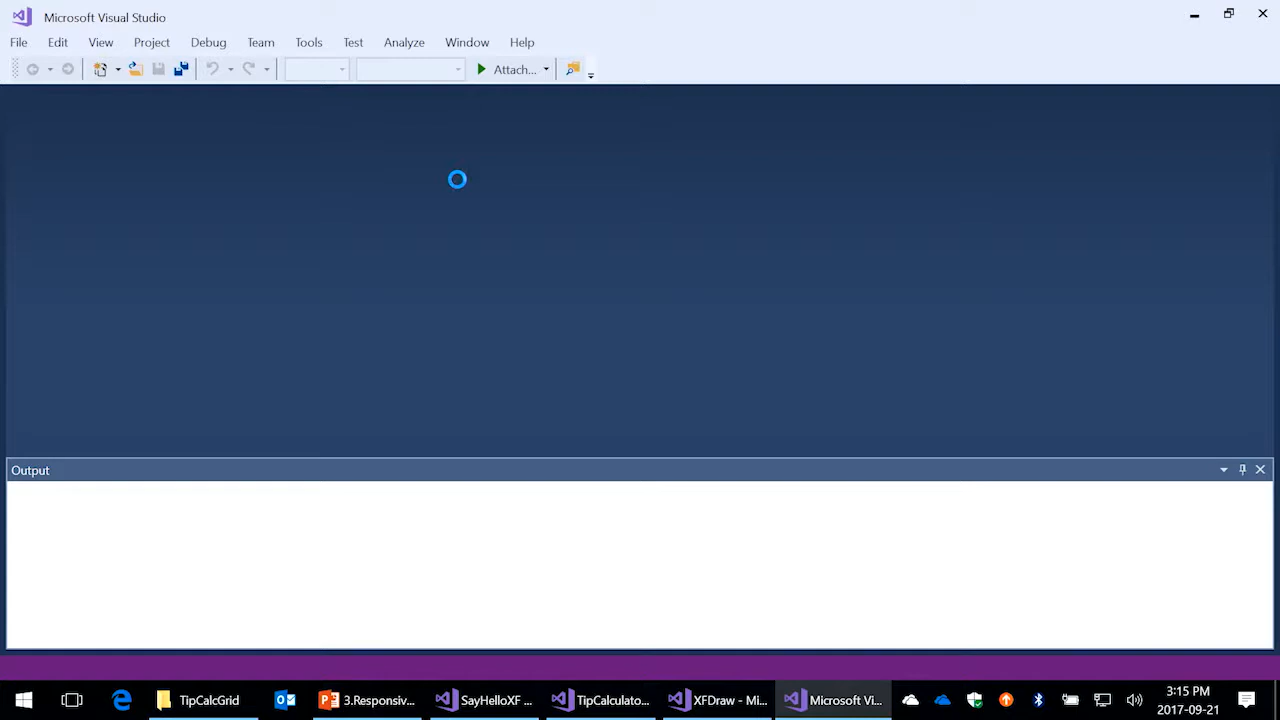 Microsoft Visual Studio
File Edit View Project Debug Team Tools Test Analyze Window Help
Attach...
Output
TipCalcGrid 3.Responsiv... SayHelloXF ... TipCalculato... XFDraw - Mi... Microsoft Vi... 3:15 PM
2017-09-21